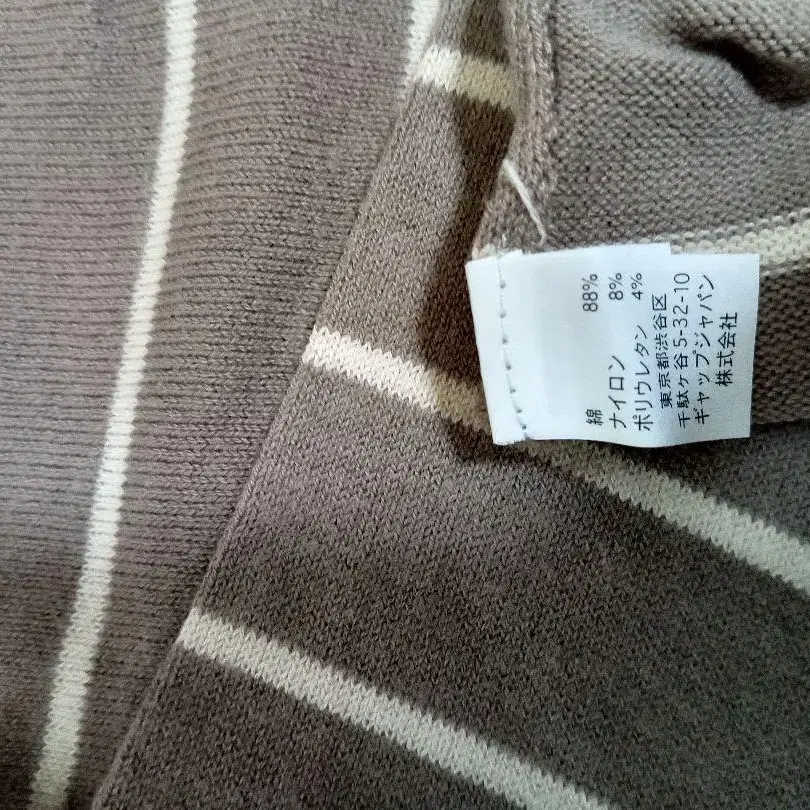 綿 88%
ナイロン 8%
ポリウレタン 4%
東京都渋谷区
千駄ヶ谷 5-32-10
ギャップジャパン
株式会社